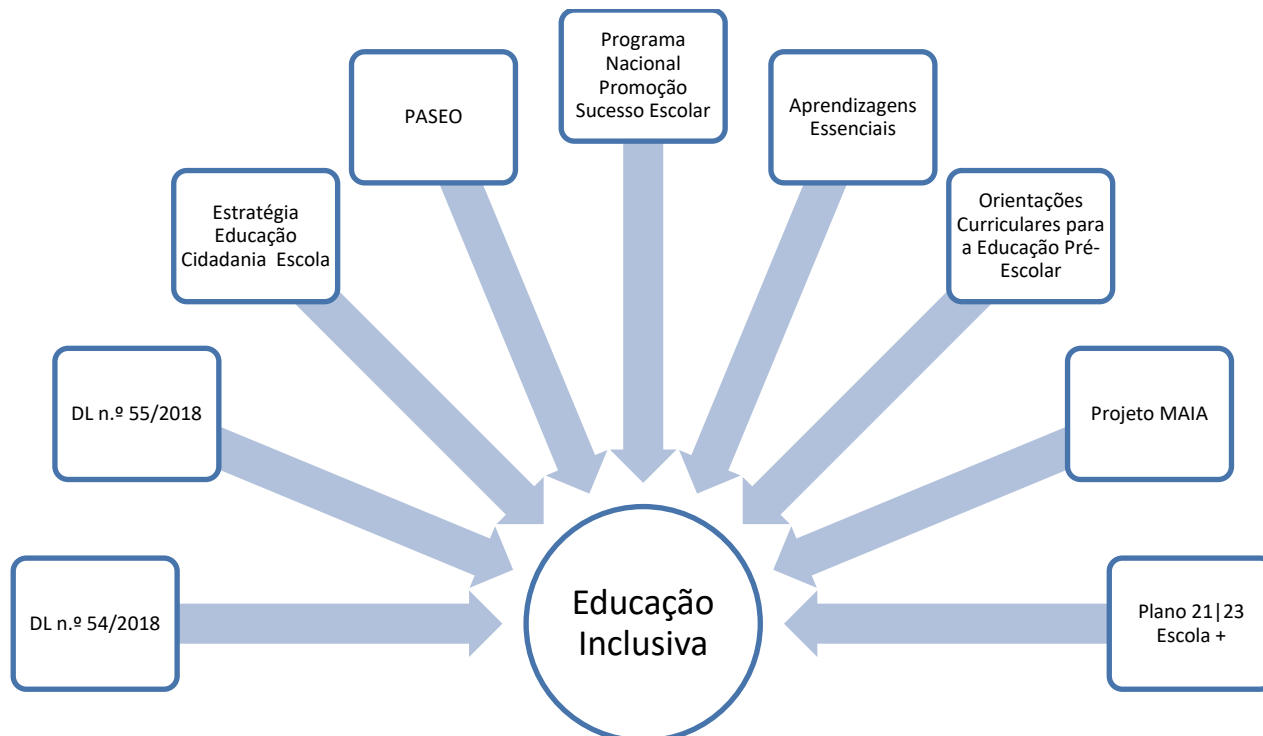 Programa
Nacional
Promoção
Sucesso Escolar
PASEO
Aprendizagens
Essenciais
Estratégia
Educação
Cidadania Escola
Orientações
Curriculares para
a Educação Pré-
Escolar
DL n.º 55/2018
Projeto MAIA
DL n.º 54/2018
Educação
Inclusiva
Plano 21|23
Escola +